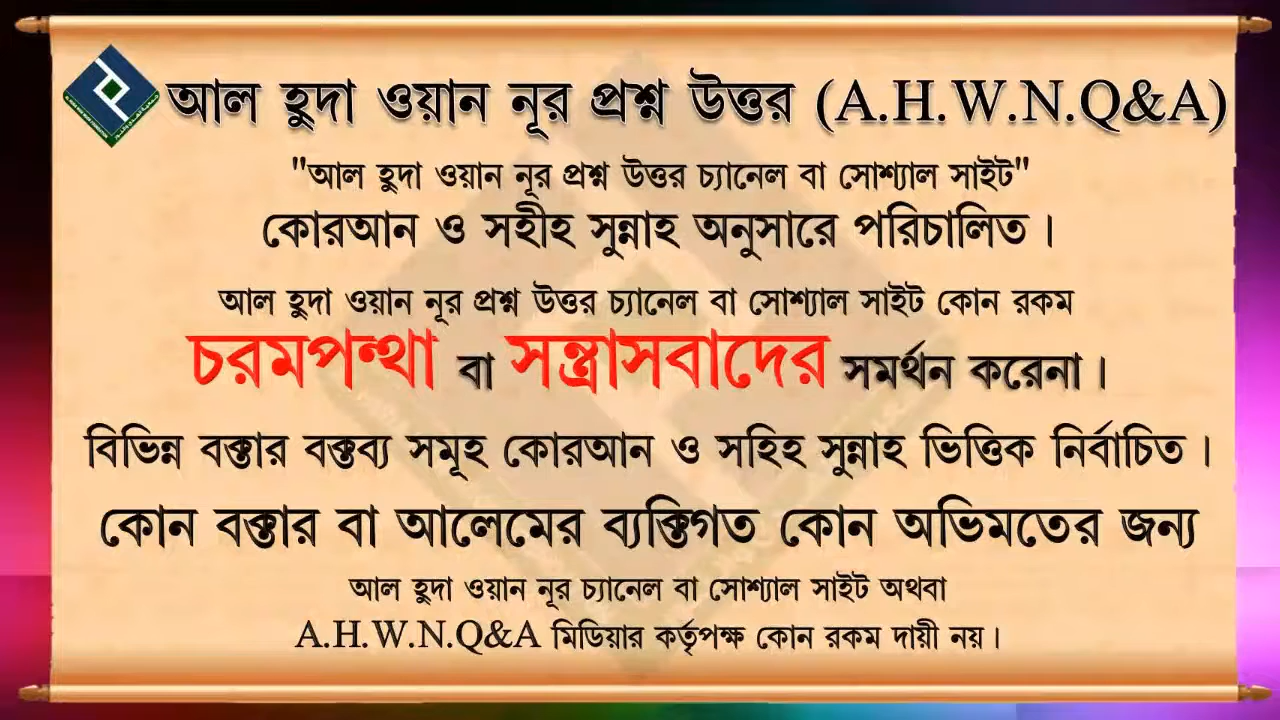 আল হুদা ওয়ান নূর প্রশ্ন উত্তর (A.H.W.N.Q&A)
"আল হুদা ওয়ান নূর প্রশ্ন উত্তর চ্যানেল বা সোশ্যাল সাইট"
কোরআন ও সহীহ সুন্নাহ অনুসারে পরিচালিত।
আল হুদা ওয়ান নূর প্রশ্ন উত্তর চ্যানেল বা সোশ্যাল সাইট কোন রকম
চরমপন্থা বা সন্ত্রাসবাদের সমর্থন করেনা।
বিভিন্ন বক্তার বক্তব্য সমূহ কোরআন ও সহিহ সুন্নাহ ভিত্তিক নির্বাচিত।
কোন বক্তার বা আলেমের ব্যক্তিগত কোন অভিমতের জন্য
আল হুদা ওয়ান নূর চ্যানেল বা সোশ্যাল সাইট অথবা
A.H.W.N.Q&A মিডিয়ার কর্তৃপক্ষ কোন রকম দায়ী নয়।